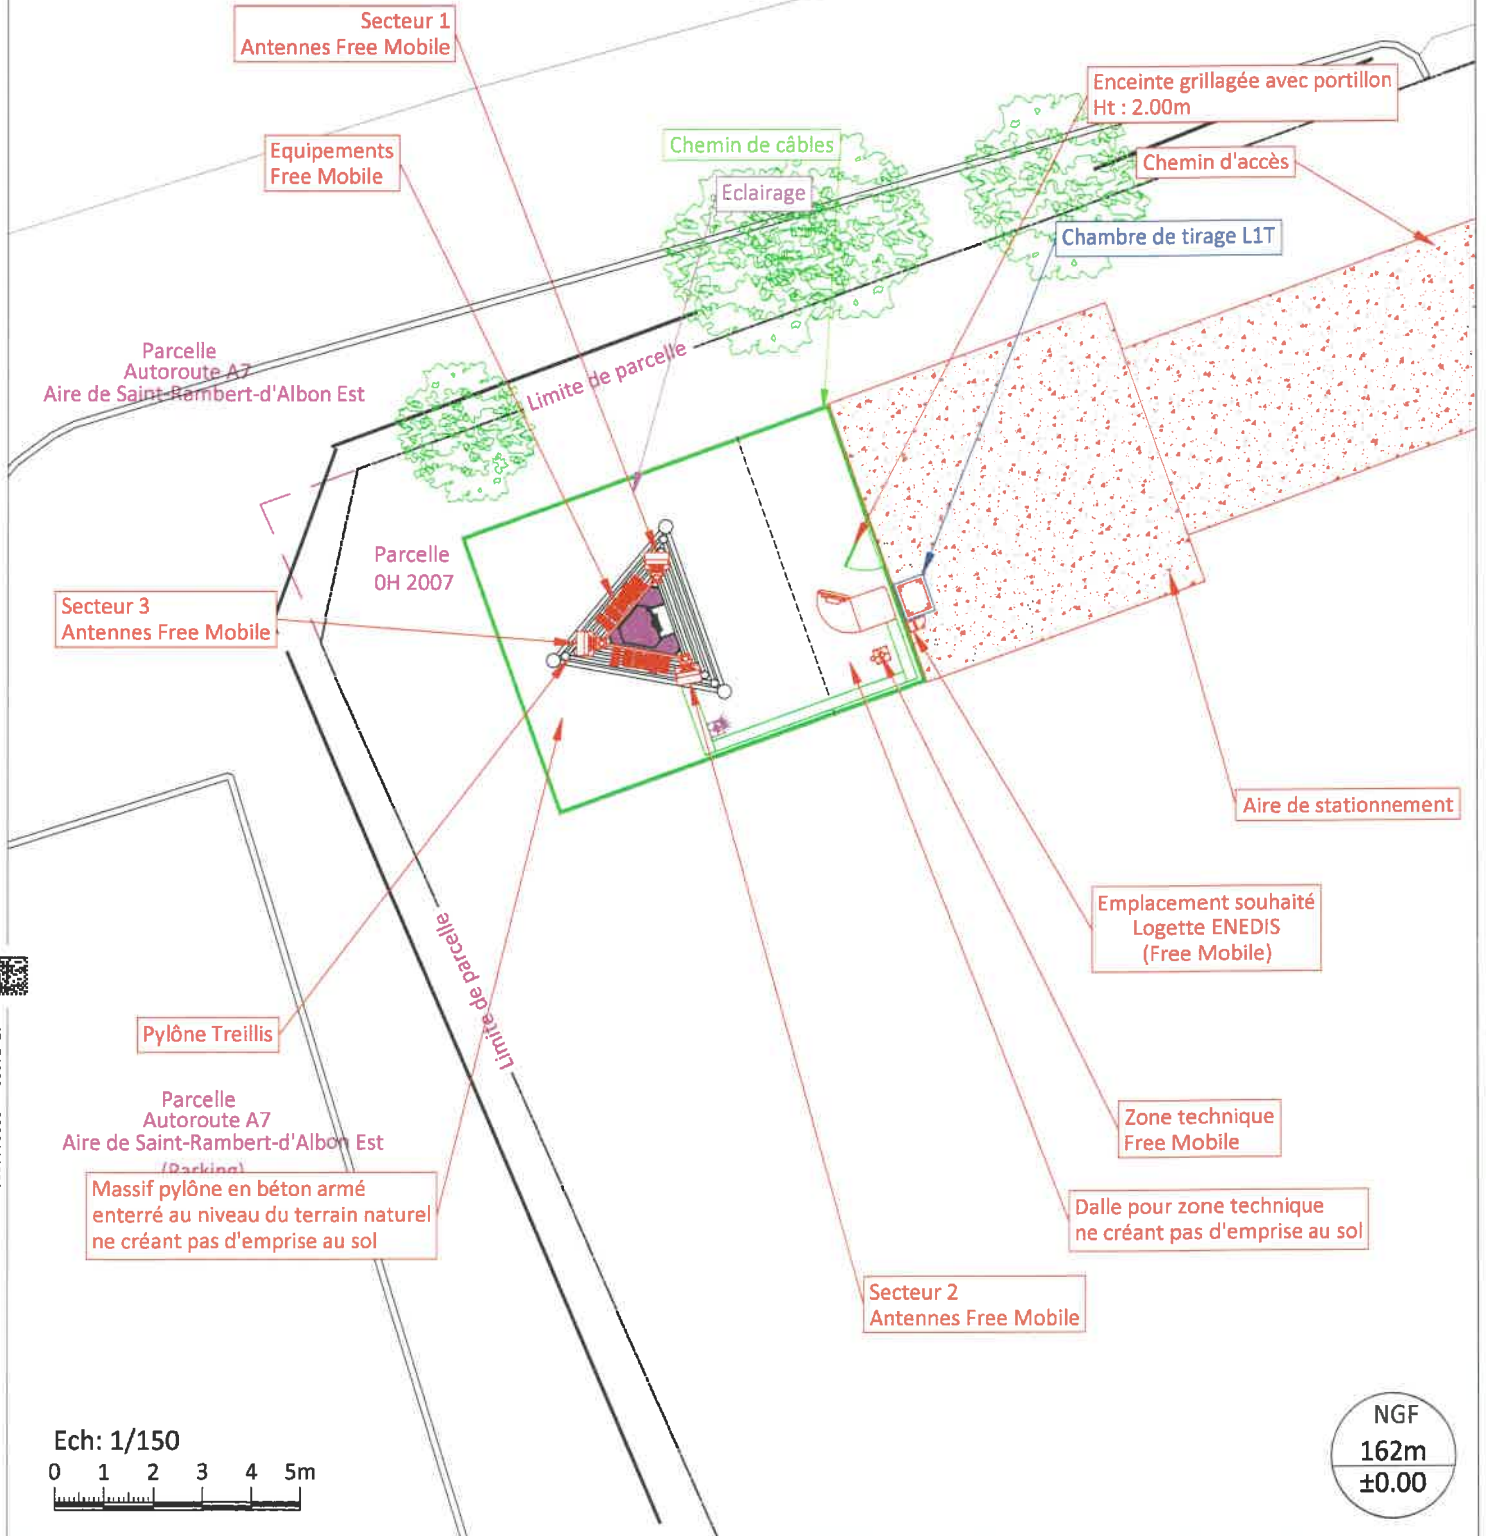 Secteur 1
Antennes Free Mobile
Enceinte grillagée avec portillon
Ht : 2.00m
Equipements
Free Mobile
Chemin de câbles
Chemin d'accès
Eclairage
Chambre de tirage L1T
Parcelle
Autoroute A7
Aire de Saint-Rambert-d'Albon Est
Limite de parcelle
Parcelle
0H 2007
Secteur 3
Antennes Free Mobile
Aire de stationnement
Emplacement souhaité
Logette ENEDIS
(Free Mobile)
Limite de parcelle
Pylône Treillis
Parcelle
Autoroute A7
Aire de Saint-Rambert-d'Albon Est
(Parking)
Zone technique
Free Mobile
Massif pylône en béton armé
enterré au niveau du terrain naturel
ne créant pas d'emprise au sol
Dalle pour zone technique
ne créant pas d'emprise au sol
Secteur 2
Antennes Free Mobile
Ech: 1/150
0 1 2 3 4 5m
NGF
162m
±0.00